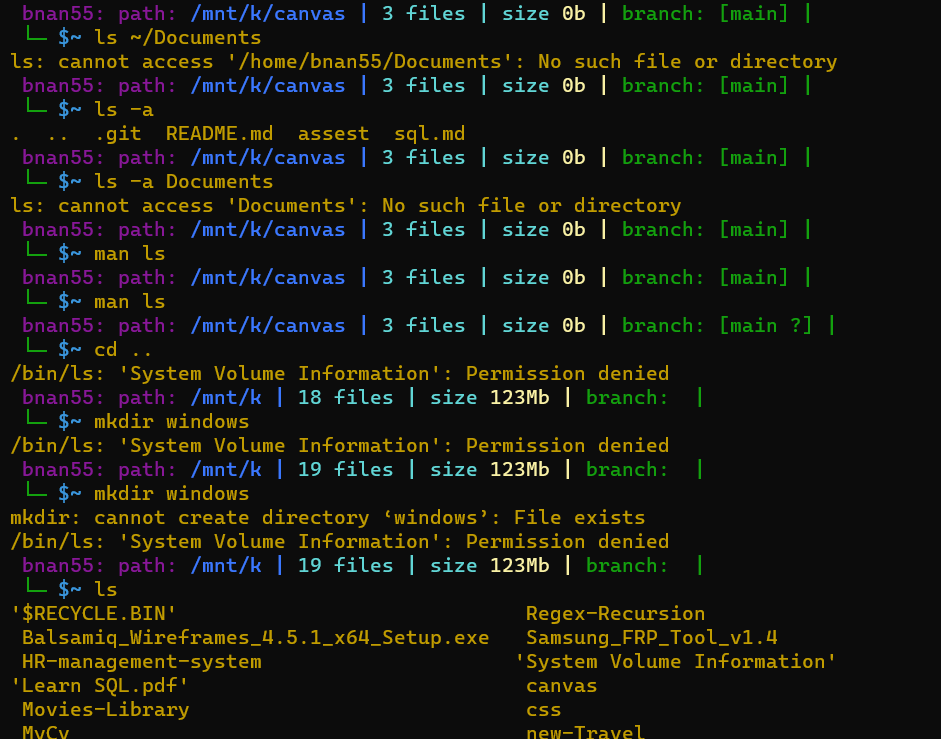 bnan55: path: /mnt/k/canvas | 3 files | size 0b | branch: [main] |
└─ $~ ls ~/Documents
ls: cannot access '/home/bnan55/Documents': No such file or directory
bnan55: path: /mnt/k/canvas | 3 files | size 0b | branch: [main] |
└─ $~ ls -a
.  ..  .git  README.md  assest  sql.md
bnan55: path: /mnt/k/canvas | 3 files | size 0b | branch: [main] |
└─ $~ ls -a Documents
ls: cannot access 'Documents': No such file or directory
bnan55: path: /mnt/k/canvas | 3 files | size 0b | branch: [main] |
└─ $~ man ls
bnan55: path: /mnt/k/canvas | 3 files | size 0b | branch: [main] |
└─ $~ man ls
bnan55: path: /mnt/k/canvas | 3 files | size 0b | branch: [main ?] |
└─ $~ cd ..
/bin/ls: 'System Volume Information': Permission denied
bnan55: path: /mnt/k | 18 files | size 123Mb | branch:  |
└─ $~ mkdir windows
/bin/ls: 'System Volume Information': Permission denied
bnan55: path: /mnt/k | 19 files | size 123Mb | branch:  |
└─ $~ mkdir windows
mkdir: cannot create directory ‘windows’: File exists
/bin/ls: 'System Volume Information': Permission denied
bnan55: path: /mnt/k | 19 files | size 123Mb | branch:  |
└─ $~ ls
'$RECYCLE.BIN'  Regex-Recursion
Balsamiq_Wireframes_4.5.1_x64_Setup.exe  Samsung_FRP_Tool_v1.4
HR-management-system  'System Volume Information'
'Learn SQL.pdf'  canvas
Movies-Library  css
MyCv  new-Travel